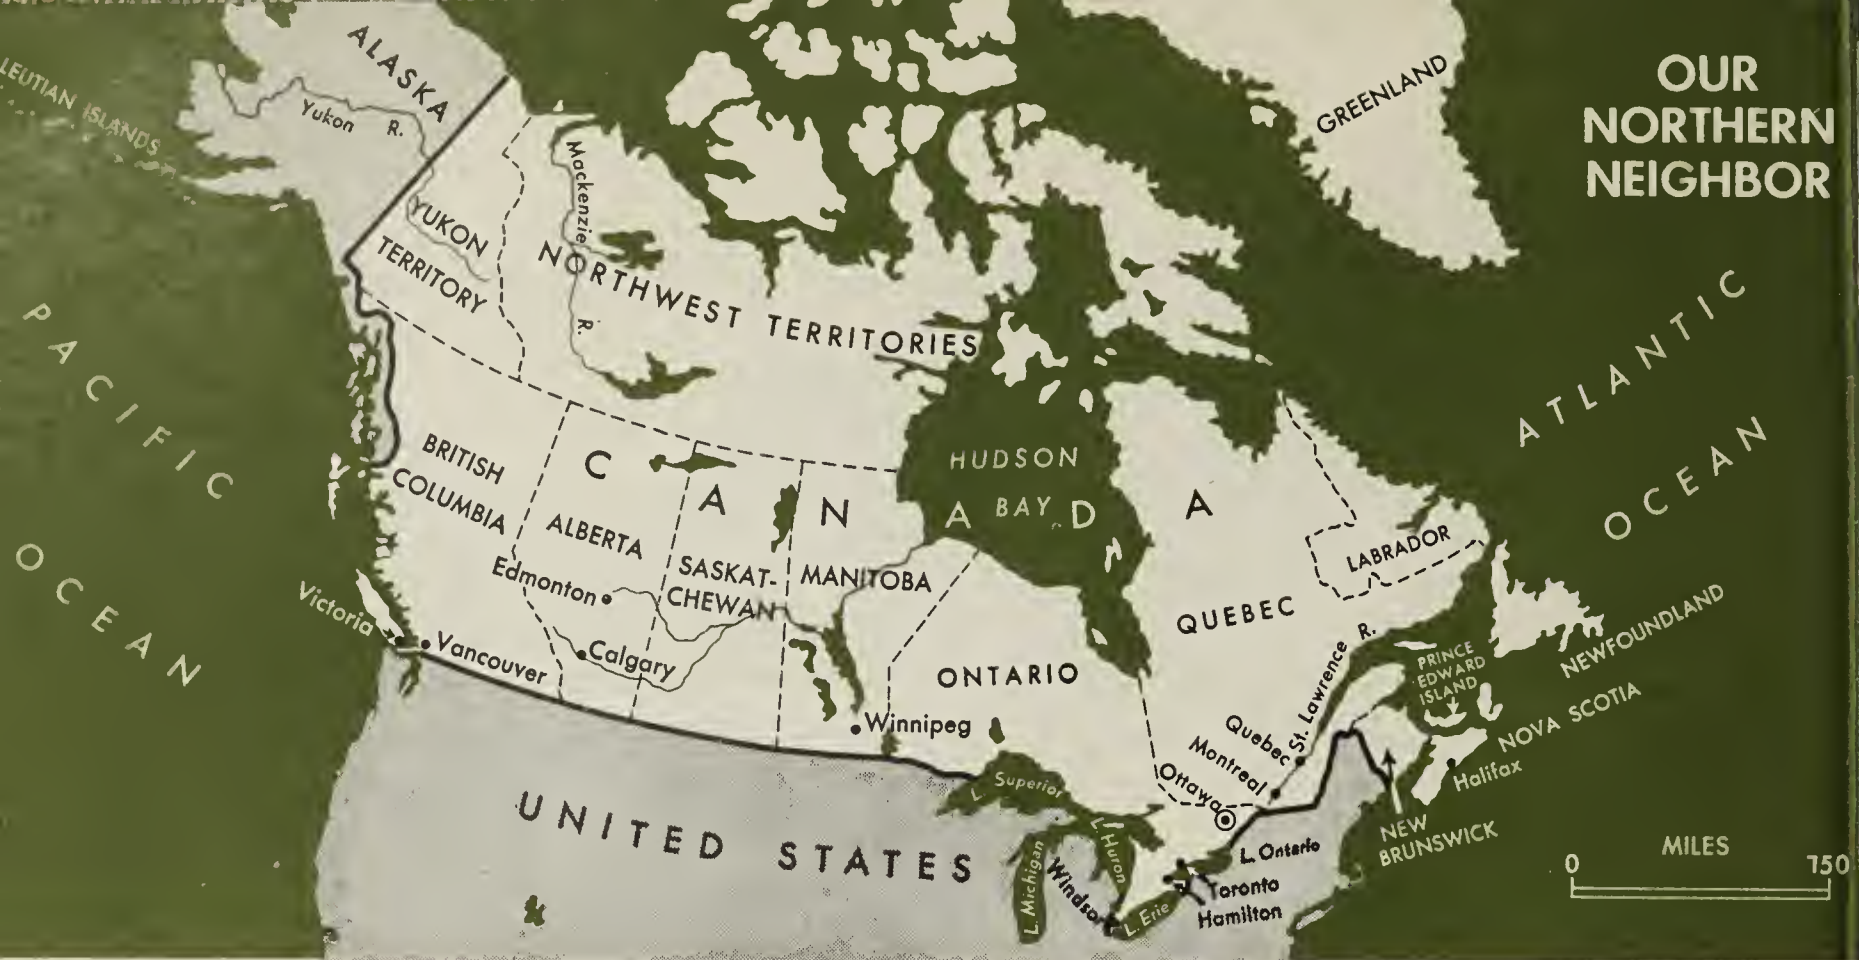 OUR
NORTHERN
NEIGHBOR
ALASKA
LEUTIAN ISLANDS
Yukon R.
GREENLAND
Mackenzie R.
YUKON
TERRITORY
NORTHWEST TERRITORIES
PACIFIC
OCEAN
ATLANTIC
OCEAN
CANADA
HUDSON
BAY
BRITISH
COLUMBIA
ALBERTA
SASKAT-
CHEWAN
MANITOBA
ONTARIO
QUEBEC
LABRADOR
NEWFOUNDLAND
PRINCE
EDWARD
ISLAND
NOVA SCOTIA
Halifax
NEW
BRUNSWICK
Edmonton
Calgary
Victoria
Vancouver
Winnipeg
St. Lawrence R.
Quebec
Montreal
Ottawa
L. Superior
L. Huron
L. Michigan
L. Ontario
L. Erie
Windsor
Toronto
Hamilton
UNITED STATES
MILES
0 750